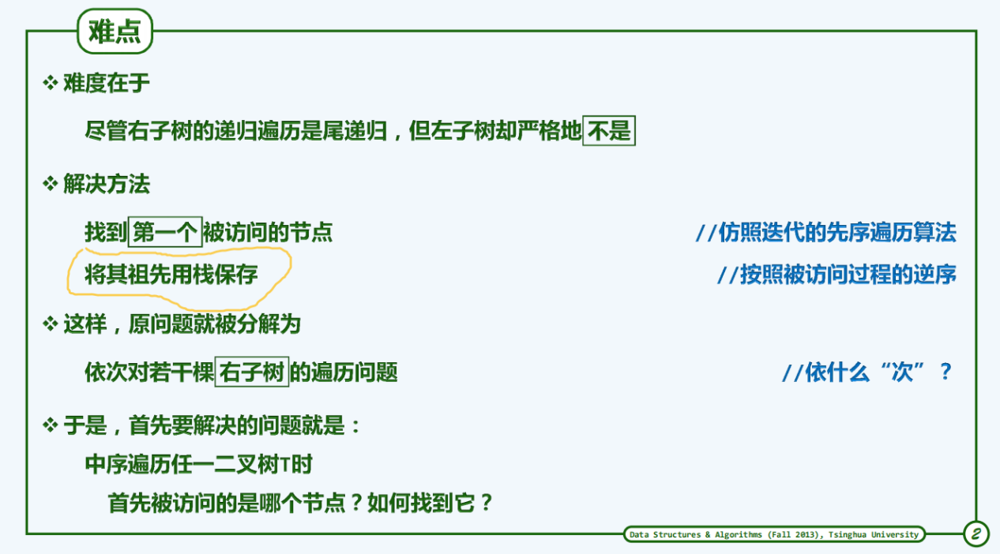 难点
❖ 难度在于
尽管右子树的递归遍历是尾递归，但左子树却严格地不是
❖ 解决方法
找到第一个被访问的节点 //仿照迭代的先序遍历算法
将其祖先用栈保存 //按照被访问过程的逆序
❖ 这样，原问题就被分解为
依次对若干棵右子树的遍历问题 //依什么“次”？
❖ 于是，首先要解决的问题就是：
中序遍历任一二叉树T时
首先被访问的是哪个节点？如何找到它？
Data Structures & Algorithms (Fall 2013), Tsinghua University
2